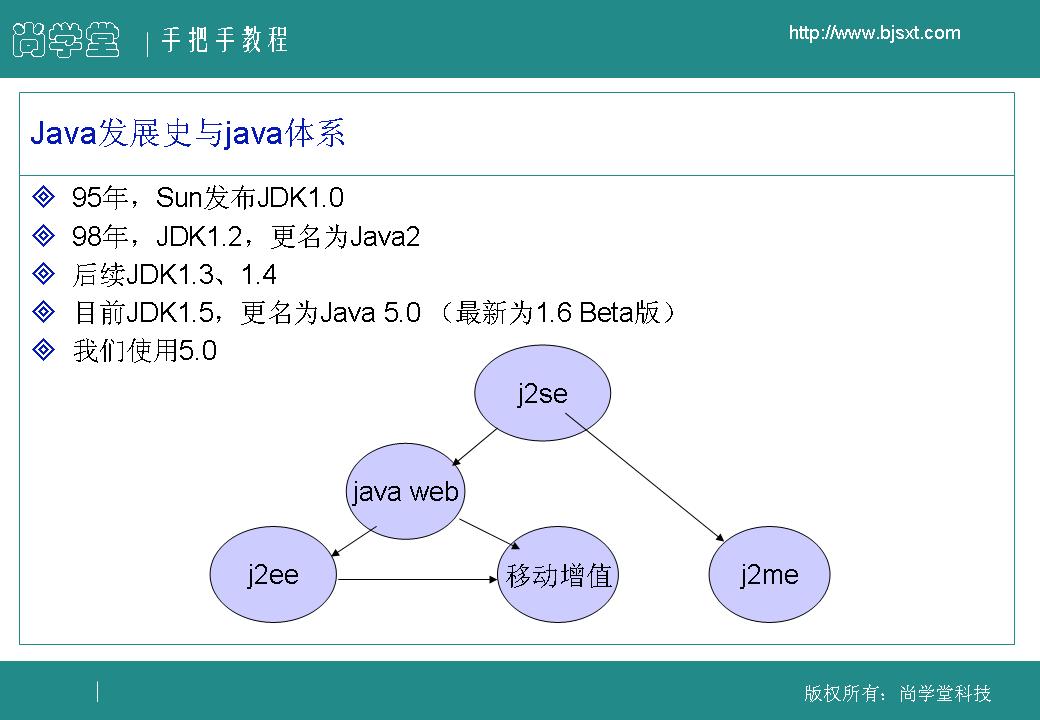 尚学堂 | 手把手教程
http://www.bjsxt.com
Java发展史与java体系
95年，Sun发布JDK1.0
98年，JDK1.2，更名为Java2
后续JDK1.3、1.4
目前JDK1.5，更名为Java 5.0 （最新为1.6 Beta版）
我们使用5.0
j2se
java web
j2ee
移动增值
j2me
版权所有：尚学堂科技